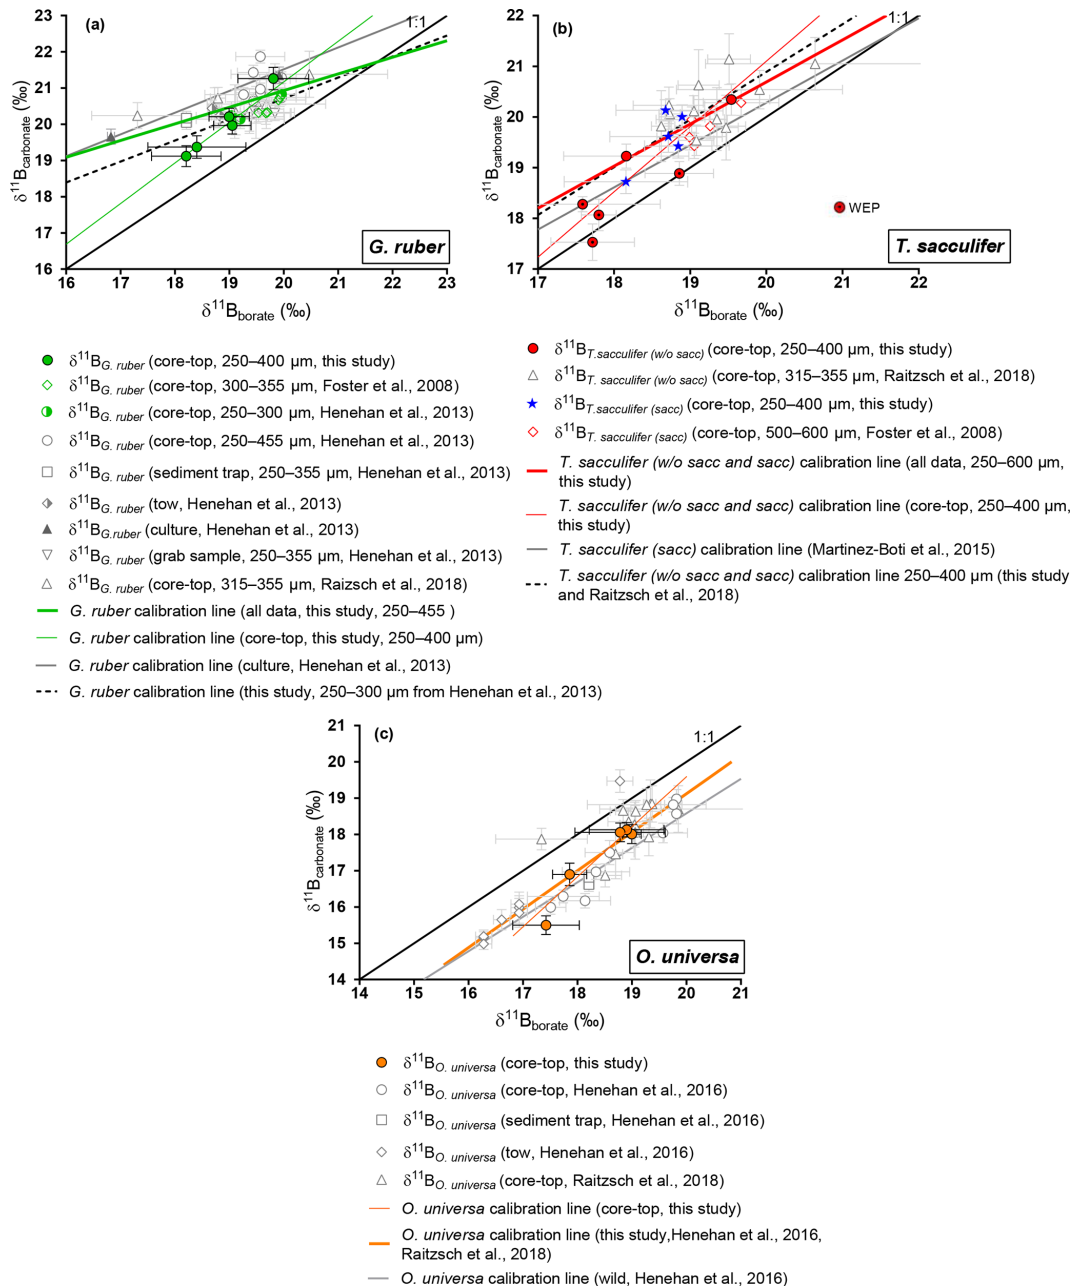 (a)
1:1
δ11Bcarbonate (‰)
23
22
21
20
19
18
17
16
G. ruber
16 17 18 19 20 21 22 23
δ11Bborate (‰)
(b)
1:1
δ11Bcarbonate (‰)
22
21
20
19
18
17
WEP
T. sacculifer
17 18 19 20 21 22
δ11Bborate (‰)
δ11BG. ruber (core-top, 250–400 µm, this study)
δ11BG. ruber (core-top, 300–355 µm, Foster et al., 2008)
δ11BG. ruber (core-top, 250–300 µm, Henehan et al., 2013)
δ11BG. ruber (core-top, 250–455 µm, Henehan et al., 2013)
δ11BG. ruber (sediment trap, 250–355 µm, Henehan et al., 2013)
δ11BG. ruber (tow, Henehan et al., 2013)
δ11BG.ruber (culture, Henehan et al., 2013)
δ11BG. ruber (grab sample, 250–355 µm, Henehan et al., 2013)
δ11BG. ruber (core-top, 315–355 µm, Raizsch et al., 2018)
G. ruber calibration line (all data, this study, 250–455 )
G. ruber calibration line (core-top, this study, 250–400 µm)
G. ruber calibration line (culture, Henehan et al., 2013)
G. ruber calibration line (this study, 250–300 µm from Henehan et al., 2013)
δ11BT.sacculifer (w/o sacc) (core-top, 250–400 µm, this study)
δ11BT. sacculifer (w/o sacc) (core-top, 315–355 µm, Raitzsch et al., 2018)
δ11BT.sacculifer (sacc) (core-top, 250–400 µm, this study)
δ11BT. sacculifer (sacc) (core-top, 500–600 µm, Foster et al., 2008)
T. sacculifer (w/o sacc and sacc) calibration line (all data, 250–600 µm,
this study)
T. sacculifer (w/o sacc and sacc) calibration line (core-top, 250–400 µm,
this study)
T. sacculifer (sacc) calibration line (Martinez-Boti et al., 2015)
T. sacculifer (w/o sacc and sacc) calibration line 250–400 µm (this study
and Raitzsch et al., 2018)
(c)
1:1
δ11Bcarbonate (‰)
21
20
19
18
17
16
15
14
O. universa
14 15 16 17 18 19 20 21
δ11Bborate (‰)
δ11BO. universa (core-top, this study)
δ11BO. universa (core-top, Henehan et al., 2016)
δ11BO. universa (sediment trap, Henehan et al., 2016)
δ11BO. universa (tow, Henehan et al., 2016)
δ11BO. universa (core-top, Raitzsch et al., 2018)
O. universa calibration line (core-top, this study)
O. universa calibration line (this study,Henehan et al., 2016,
Raitzsch et al., 2018)
O. universa calibration line (wild, Henehan et al., 2016)